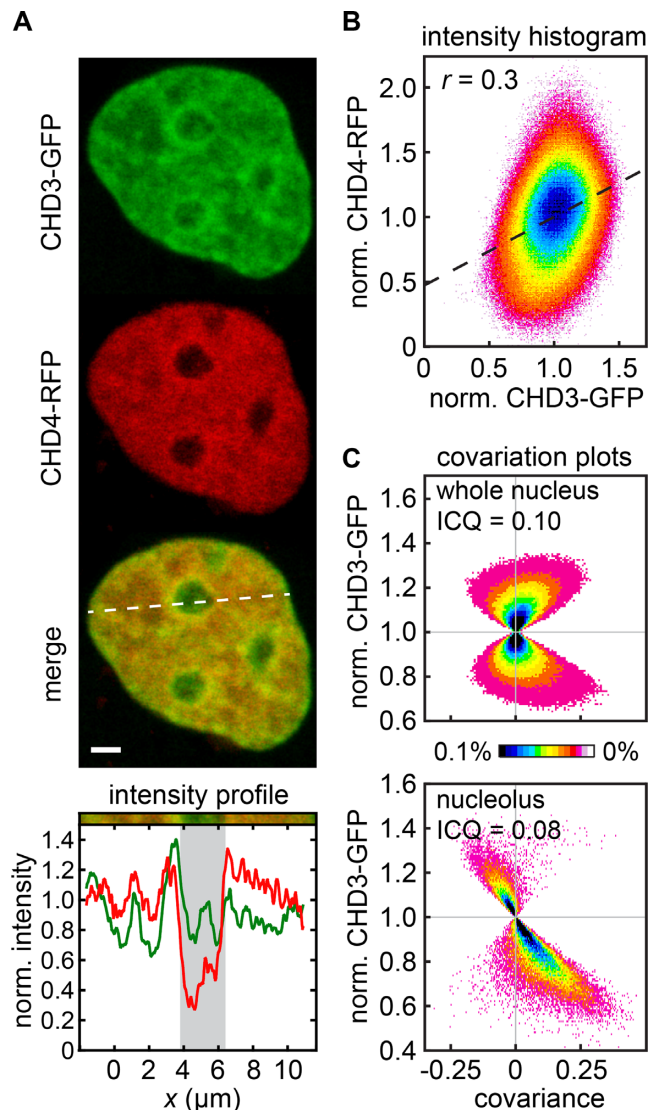 A
CHD3-GFP
CHD4-RFP
merge
intensity profile
norm. intensity
1.4
1.2
1.0
0.8
0.6
0.4
0.2
0
0 2 4 6 8 10
x (µm)
B
intensity histogram
r = 0.3
norm. CHD4-RFP
2.0
1.5
1.0
0.5
0
0 0.5 1.0 1.5
norm. CHD3-GFP
C
covariation plots
whole nucleus
ICQ = 0.10
norm. CHD3-GFP
1.6
1.4
1.2
1.0
0.8
0.6
0.1% 0%
nucleolus
ICQ = 0.08
norm. CHD3-GFP
1.6
1.4
1.2
1.0
0.8
0.6
0.4
-0.25 0 0.25
covariance